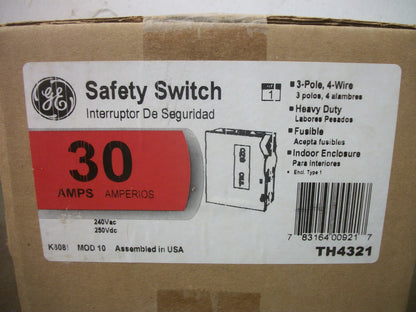 GE
Safety Switch
Interruptor De Seguridad
30
AMPS AMPERIOS
240Vac
250Vdc
MOD 10 Assembled in USA
1
3-Pole, 4-Wire
3 polos, 4 alambres
Heavy Duty
Labores Pesados
Fusible
Acepta fusibles
Indoor Enclosure
Para interiores
Encl. Type 1
7 83164 00921 7
TH4321